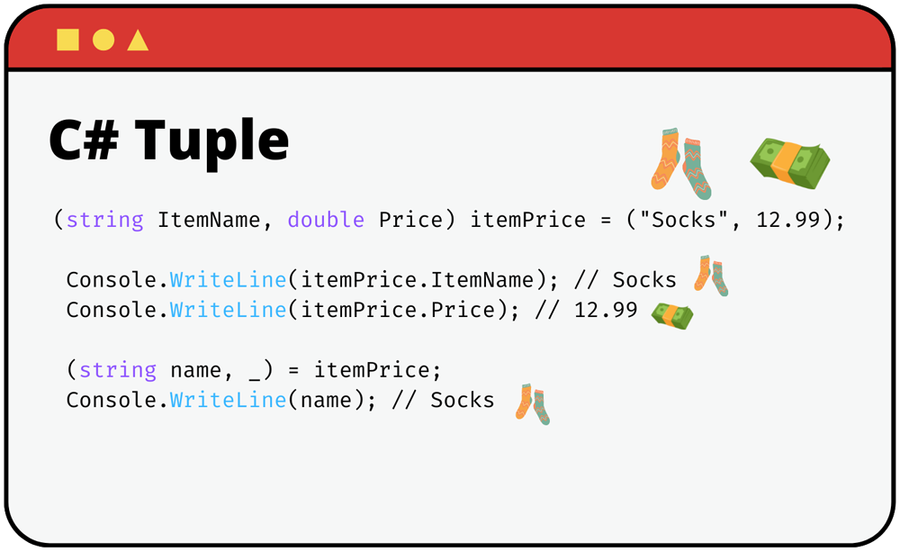 C# Tuple
(string ItemName, double Price) itemPrice = ("Socks", 12.99);
Console.WriteLine(itemPrice.ItemName); // Socks
Console.WriteLine(itemPrice.Price); // 12.99
(string name, _) = itemPrice;
Console.WriteLine(name); // Socks